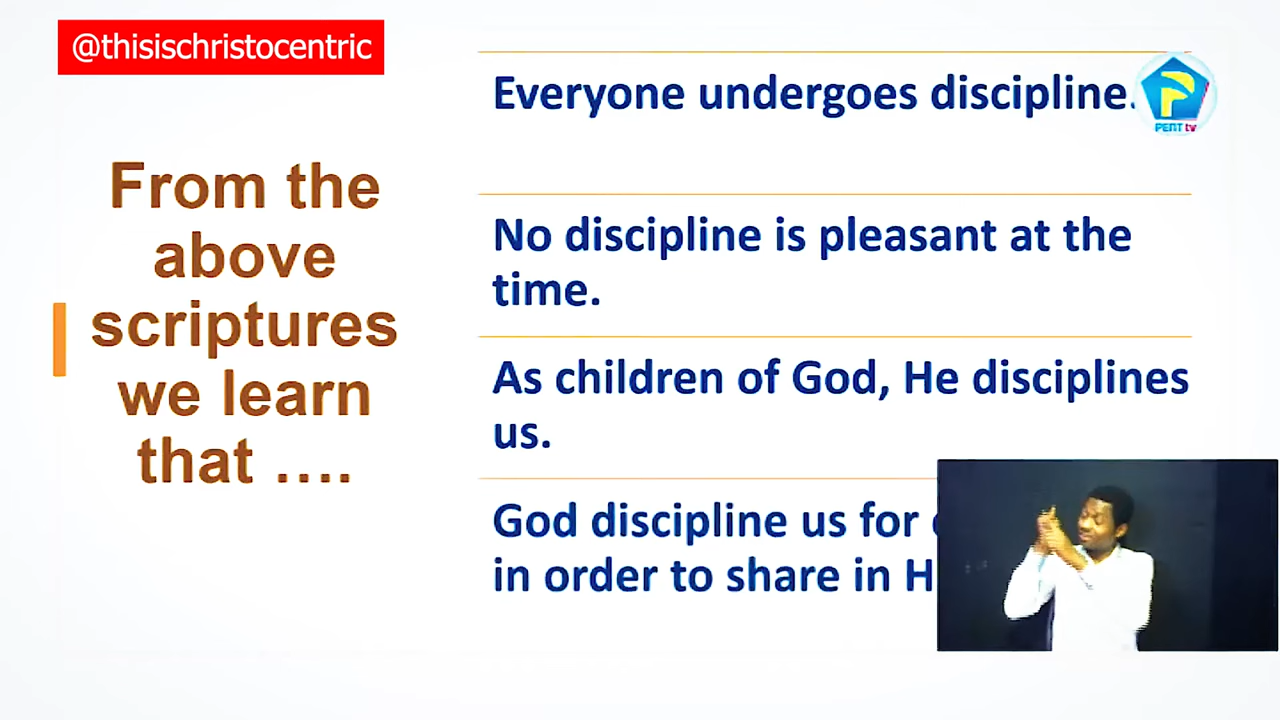 @thisischristocentric
From the
above
scriptures
we learn
that ....
Everyone undergoes discipline.
PENT tv
No discipline is pleasant at the
time.
As children of God, He disciplines
us.
God discipline us for
in order to share in